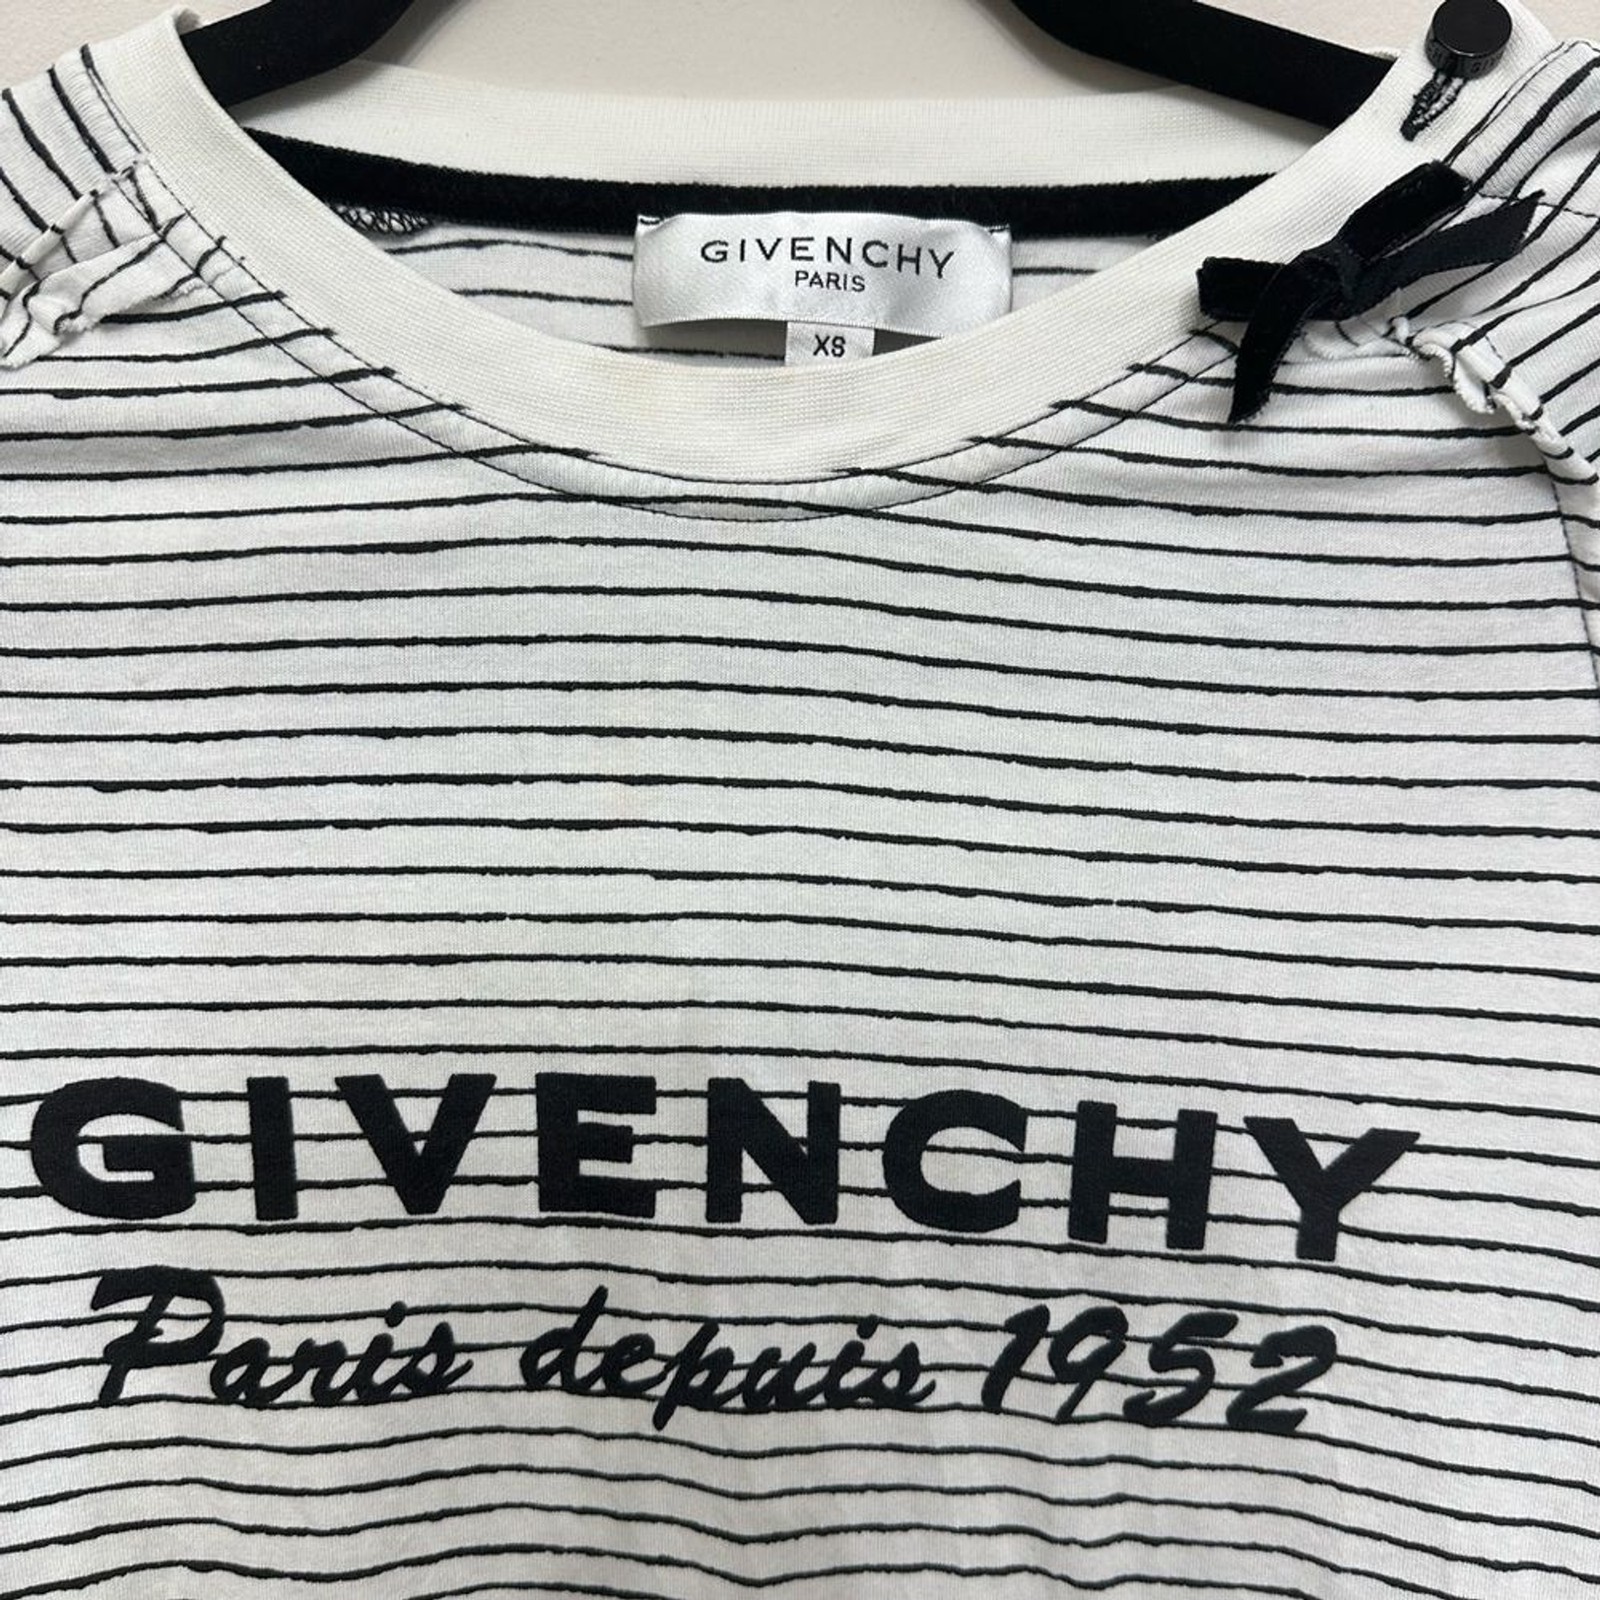 GIVENCHY
PARIS
XS
GIVENCHY
Paris depuis 1952